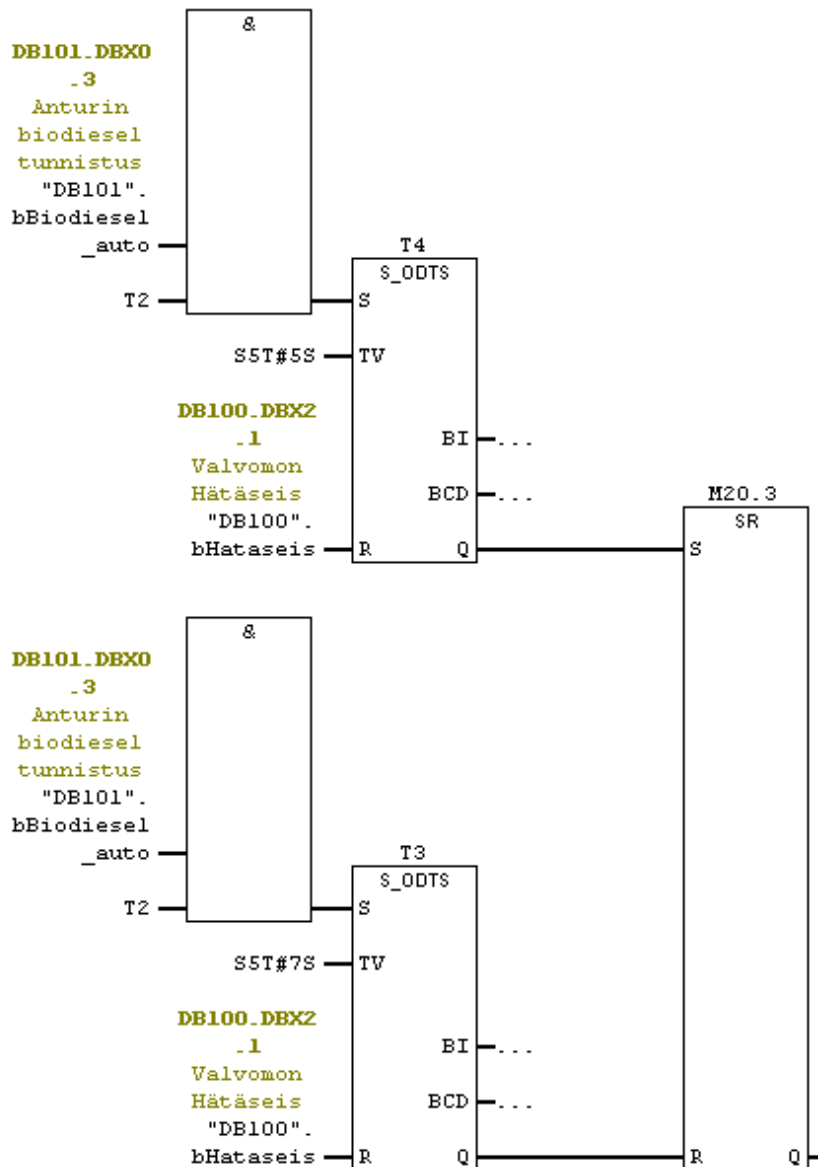 &
DB101.DBX0
.3
Anturin
biodiesel
tunnistus
"DB101".
bBiodiesel
_auto
T2
T4
S_ODTS
S
S5T#5S
TV
DB100.DBX2
.1
Valvomon
Hätäseis
"DB100".
bHataseis
R
BI
...
BCD
...
Q
M20.3
SR
S
&
DB101.DBX0
.3
Anturin
biodiesel
tunnistus
"DB101".
bBiodiesel
_auto
T2
T3
S_ODTS
S
S5T#7S
TV
DB100.DBX2
.1
Valvomon
Hätäseis
"DB100".
bHataseis
R
BI
...
BCD
...
Q
R
Q